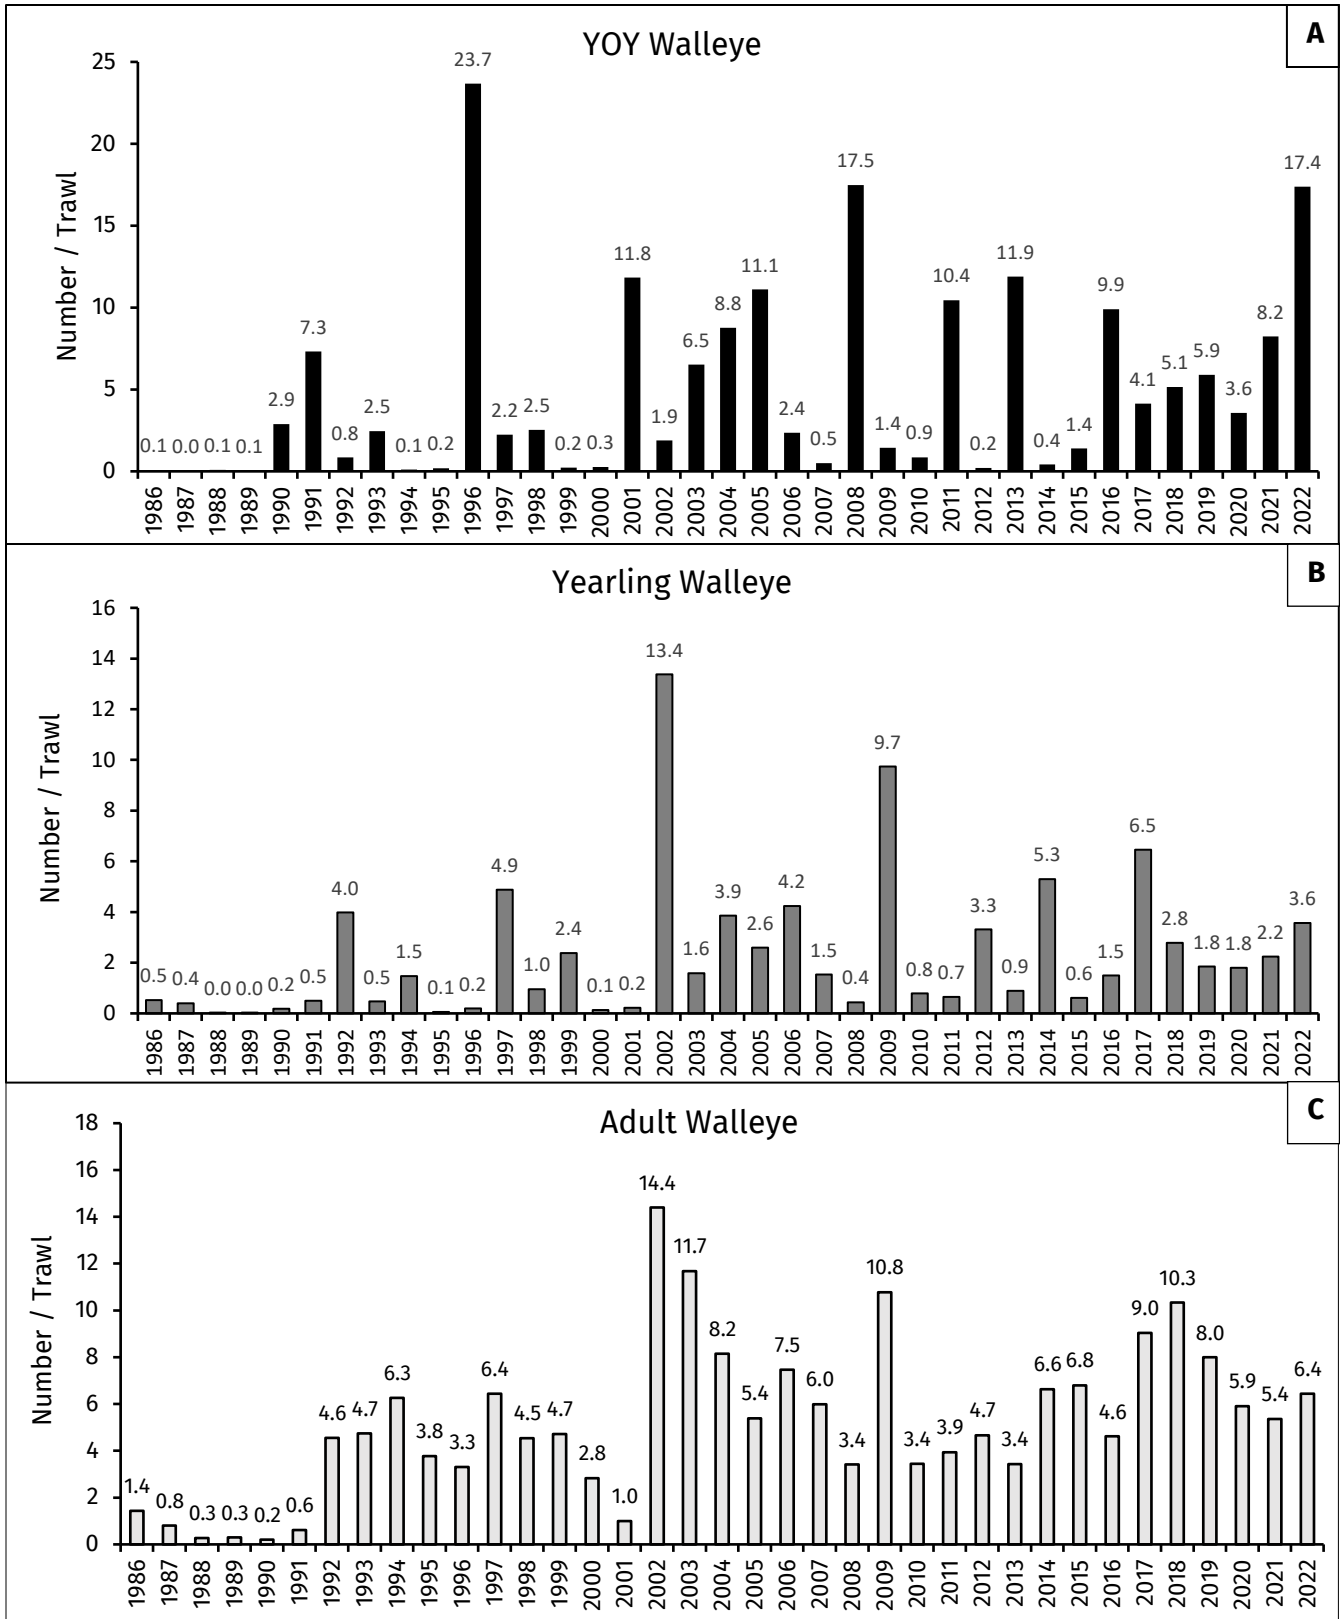 YOY Walleye
A
Number / Trawl
25
20
15
10
5
0
0.1 0.0 0.1 0.1 2.9 7.3 0.8 2.5 0.1 0.2 23.7 2.2 2.5 0.2 0.3 11.8 1.9 6.5 8.8 11.1 2.4 0.5 17.5 1.4 0.9 10.4 0.2 11.9 0.4 1.4 9.9 4.1 5.1 5.9 3.6 8.2 17.4
1986 1987 1988 1989 1990 1991 1992 1993 1994 1995 1996 1997 1998 1999 2000 2001 2002 2003 2004 2005 2006 2007 2008 2009 2010 2011 2012 2013 2014 2015 2016 2017 2018 2019 2020 2021 2022
Yearling Walleye
B
Number / Trawl
16
14
12
10
8
6
4
2
0
0.5 0.4 0.0 0.0 0.2 0.5 4.0 0.5 1.5 0.1 0.2 4.9 1.0 2.4 0.1 0.2 13.4 1.6 3.9 2.6 4.2 1.5 0.4 9.7 0.8 0.7 3.3 0.9 5.3 0.6 1.5 6.5 2.8 1.8 1.8 2.2 3.6
1986 1987 1988 1989 1990 1991 1992 1993 1994 1995 1996 1997 1998 1999 2000 2001 2002 2003 2004 2005 2006 2007 2008 2009 2010 2011 2012 2013 2014 2015 2016 2017 2018 2019 2020 2021 2022
Adult Walleye
C
Number / Trawl
18
16
14
12
10
8
6
4
2
0
1.4 0.8 0.3 0.3 0.2 0.6 4.6 4.7 6.3 3.8 3.3 6.4 4.5 4.7 2.8 1.0 14.4 11.7 8.2 5.4 7.5 6.0 3.4 10.8 3.4 3.9 4.7 3.4 6.6 6.8 4.6 9.0 10.3 8.0 5.9 5.4 6.4
1986 1987 1988 1989 1990 1991 1992 1993 1994 1995 1996 1997 1998 1999 2000 2001 2002 2003 2004 2005 2006 2007 2008 2009 2010 2011 2012 2013 2014 2015 2016 2017 2018 2019 2020 2021 2022